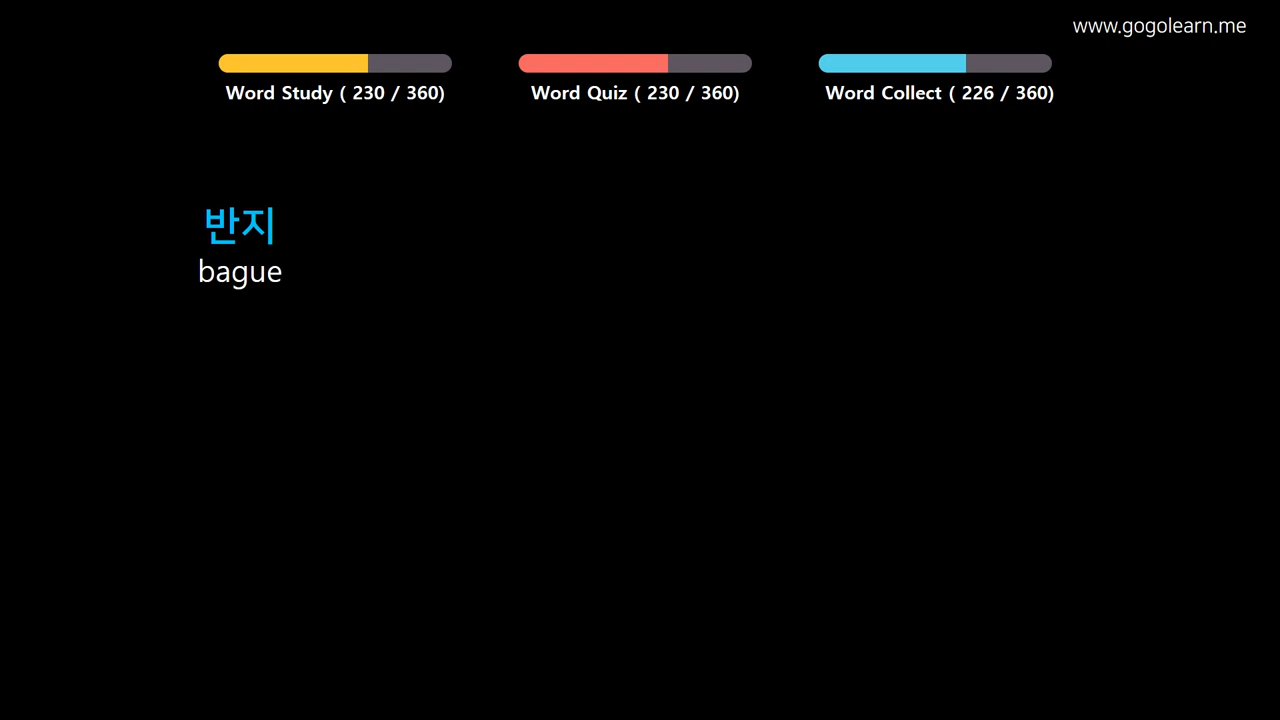 www.gogolearn.me
Word Study ( 230 / 360)
Word Quiz ( 230 / 360)
Word Collect ( 226 / 360)
반지
bague